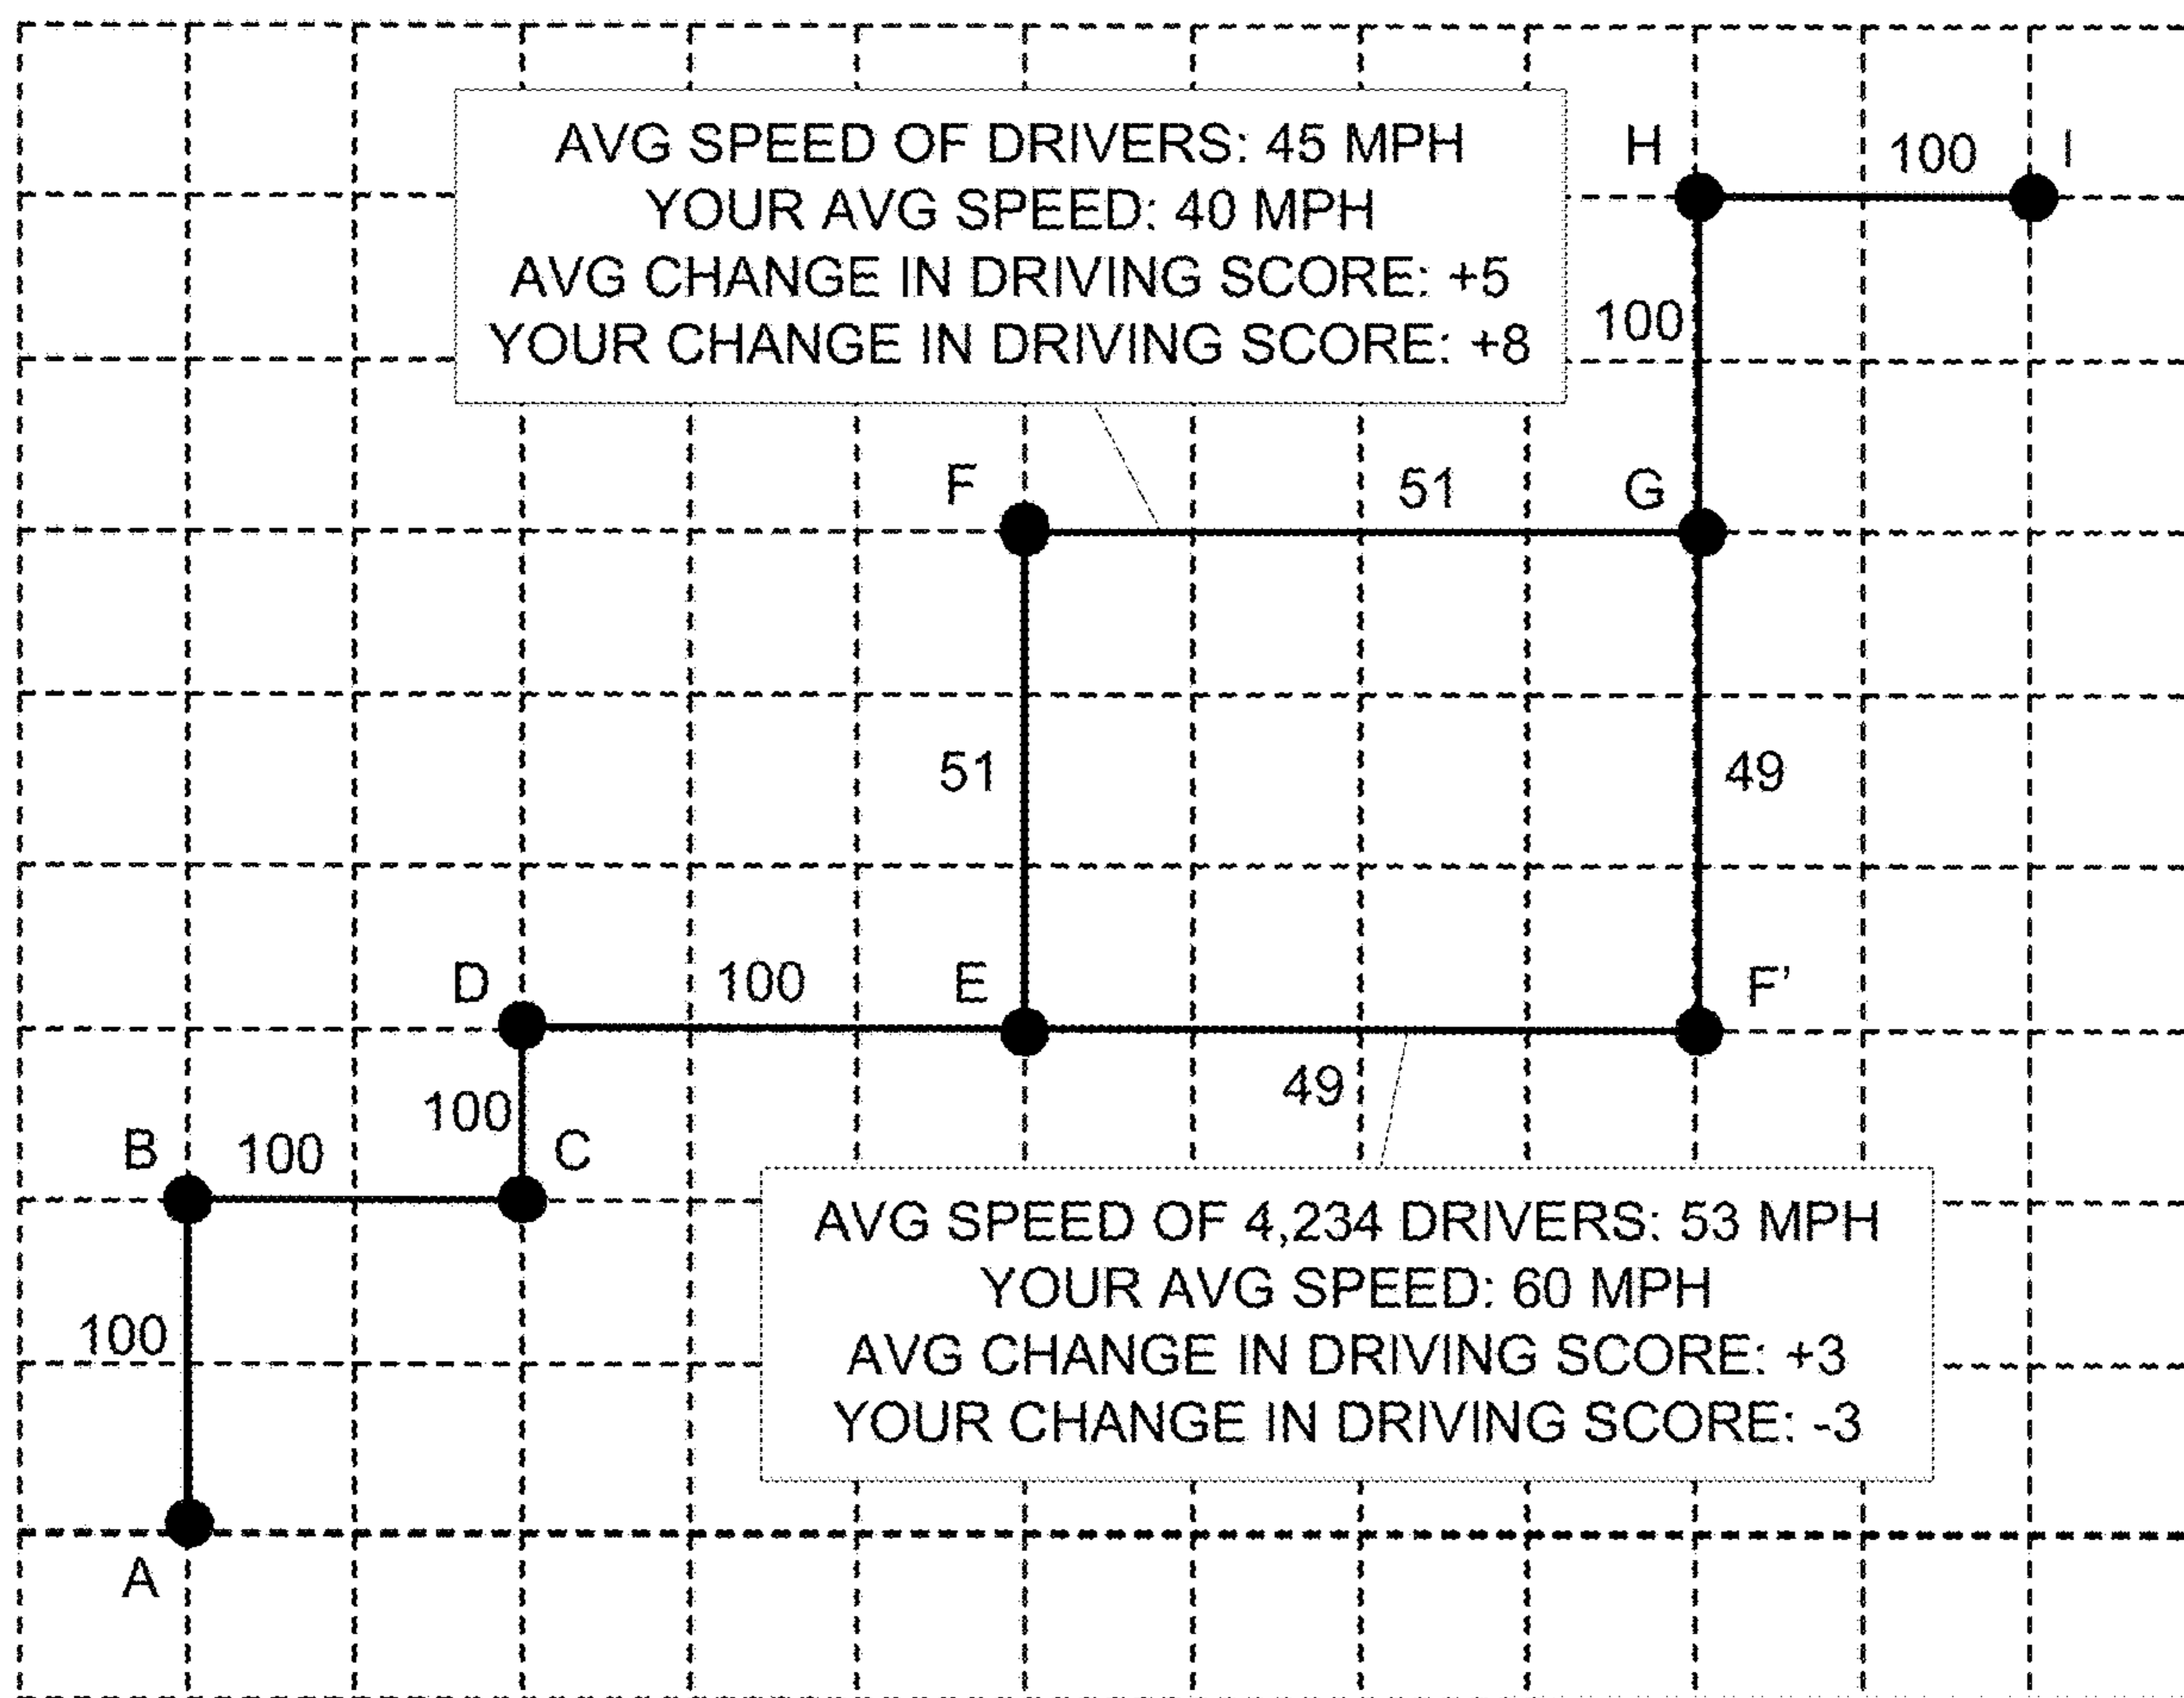 AVG SPEED OF DRIVERS: 45 MPH
YOUR AVG SPEED: 40 MPH
AVG CHANGE IN DRIVING SCORE: +5
YOUR CHANGE IN DRIVING SCORE: +8
H
100
I
100
F
51
G
51
49
D
100
E
F'
100
49
B
100
C
AVG SPEED OF 4,234 DRIVERS: 53 MPH
YOUR AVG SPEED: 60 MPH
AVG CHANGE IN DRIVING SCORE: +3
YOUR CHANGE IN DRIVING SCORE: -3
100
A